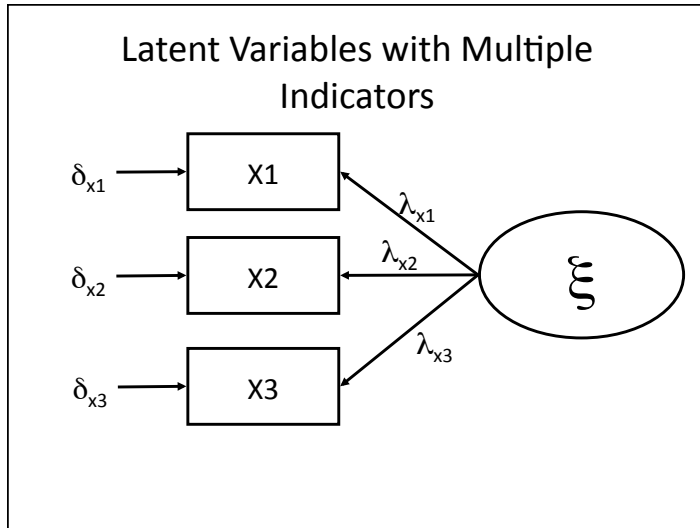 Latent Variables with Multiple
Indicators
δx1
X1
λx1
δx2
X2
λx2
ξ
δx3
X3
λx3